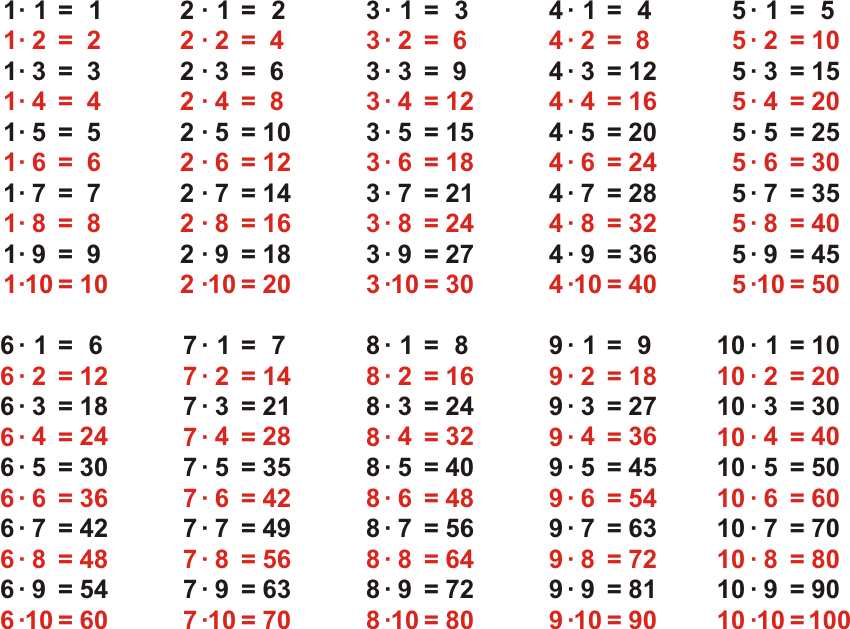 1 · 1 = 1 2 · 1 = 2 3 · 1 = 3 4 · 1 = 4 5 · 1 = 5
1 · 2 = 2 2 · 2 = 4 3 · 2 = 6 4 · 2 = 8 5 · 2 = 10
1 · 3 = 3 2 · 3 = 6 3 · 3 = 9 4 · 3 = 12 5 · 3 = 15
1 · 4 = 4 2 · 4 = 8 3 · 4 = 12 4 · 4 = 16 5 · 4 = 20
1 · 5 = 5 2 · 5 = 10 3 · 5 = 15 4 · 5 = 20 5 · 5 = 25
1 · 6 = 6 2 · 6 = 12 3 · 6 = 18 4 · 6 = 24 5 · 6 = 30
1 · 7 = 7 2 · 7 = 14 3 · 7 = 21 4 · 7 = 28 5 · 7 = 35
1 · 8 = 8 2 · 8 = 16 3 · 8 = 24 4 · 8 = 32 5 · 8 = 40
1 · 9 = 9 2 · 9 = 18 3 · 9 = 27 4 · 9 = 36 5 · 9 = 45
1 · 10 = 10 2 · 10 = 20 3 · 10 = 30 4 · 10 = 40 5 · 10 = 50
6 · 1 = 6 7 · 1 = 7 8 · 1 = 8 9 · 1 = 9 10 · 1 = 10
6 · 2 = 12 7 · 2 = 14 8 · 2 = 16 9 · 2 = 18 10 · 2 = 20
6 · 3 = 18 7 · 3 = 21 8 · 3 = 24 9 · 3 = 27 10 · 3 = 30
6 · 4 = 24 7 · 4 = 28 8 · 4 = 32 9 · 4 = 36 10 · 4 = 40
6 · 5 = 30 7 · 5 = 35 8 · 5 = 40 9 · 5 = 45 10 · 5 = 50
6 · 6 = 36 7 · 6 = 42 8 · 6 = 48 9 · 6 = 54 10 · 6 = 60
6 · 7 = 42 7 · 7 = 49 8 · 7 = 56 9 · 7 = 63 10 · 7 = 70
6 · 8 = 48 7 · 8 = 56 8 · 8 = 64 9 · 8 = 72 10 · 8 = 80
6 · 9 = 54 7 · 9 = 63 8 · 9 = 72 9 · 9 = 81 10 · 9 = 90
6 · 10 = 60 7 · 10 = 70 8 · 10 = 80 9 · 10 = 90 10 · 10 = 100